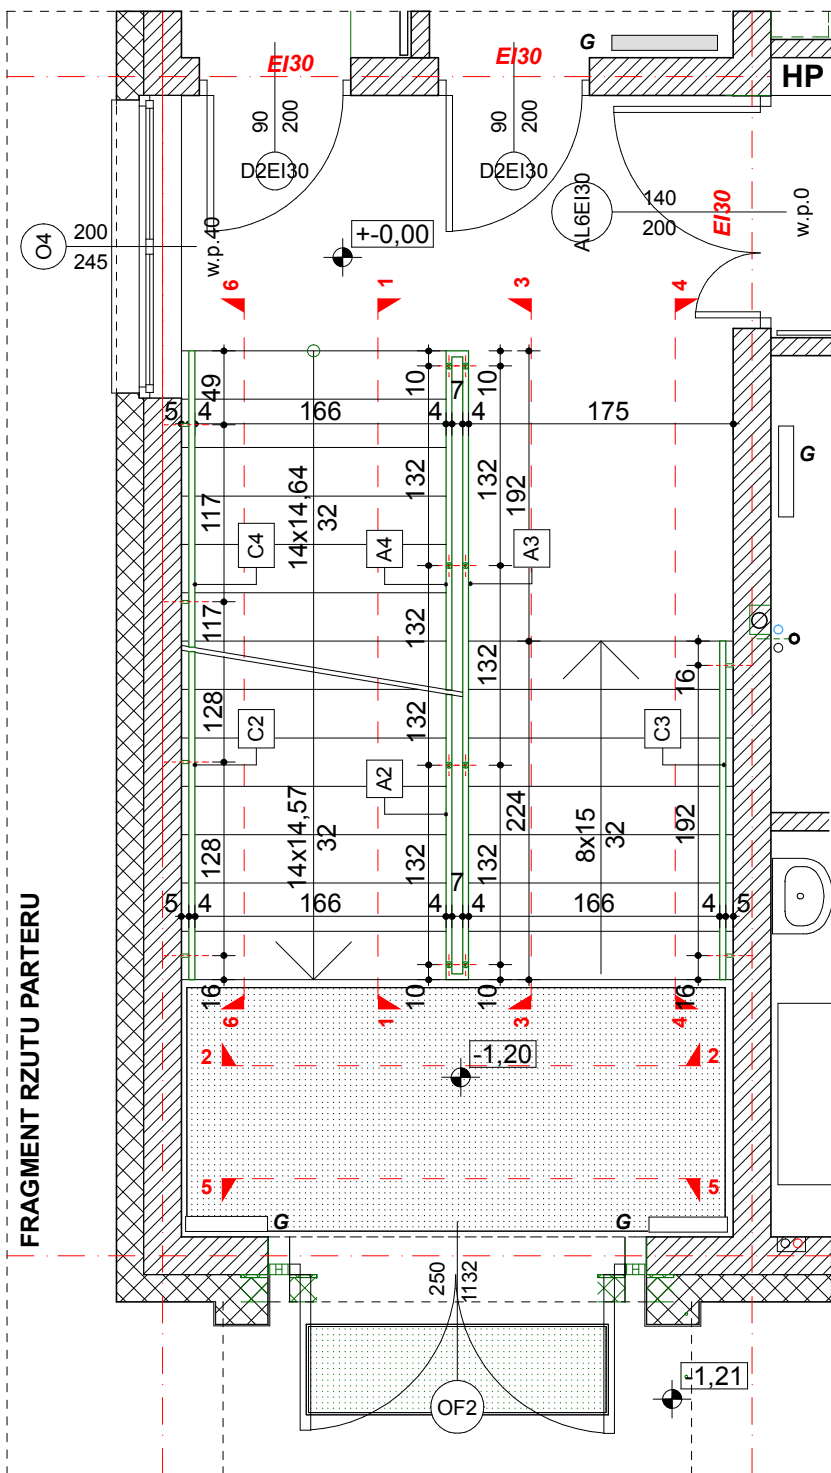 G
EI30
EI30
HP
90
200
90
200
D2EI30
D2EI30
AL6EI30
140
200
EI30
w.p.0
O4
200
245
w.p.40
+-0,00
6
1
3
4
49
10
7
10
5
4
166
4
4
175
G
117
14x14,64
32
132
132
192
C4
A4
A3
117
132
132
16
128
132
C2
C3
A2
14x14,57
32
224
8x15
32
192
128
132
132
7
5
4
166
4
4
166
4
5
16
10
10
16
6
1
3
4
2
-1,20
2
5
5
G
G
250
1132
-1,21
OF2
FRAGMENT RZUTU PARTERU
H
H